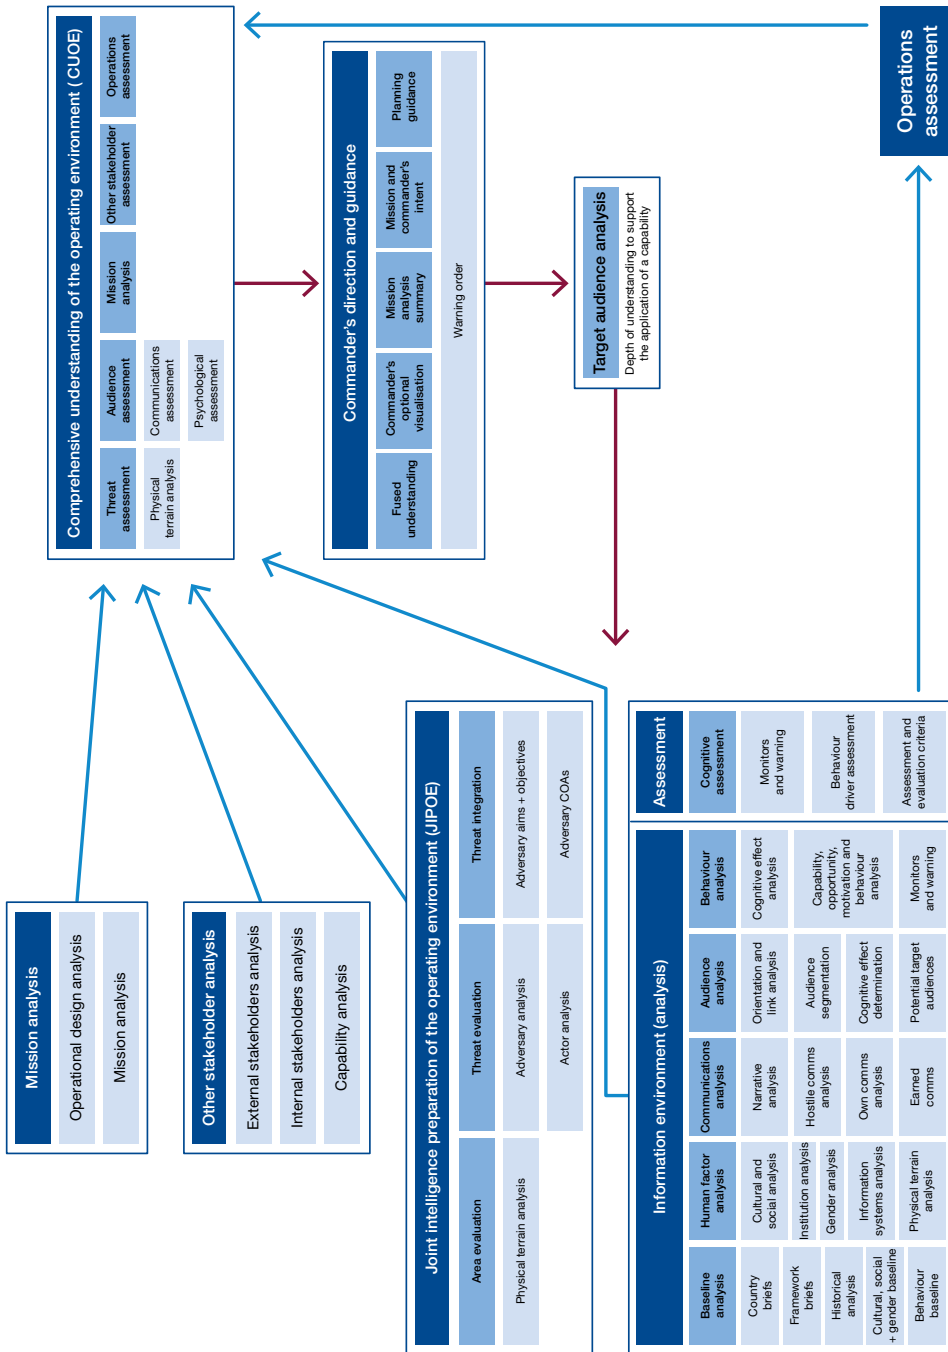 Mission analysis
Operational design analysis
Mission analysis
Other stakeholder analysis
External stakeholders analysis
Internal stakeholders analysis
Capability analysis
Joint intelligence preparation of the operating environment (JIPOE)
Area evaluation
Physical terrain analysis
Threat evaluation
Adversary analysis
Actor analysis
Threat integration
Adversary aims + objectives
Adversary COAs
Information environment (analysis)
Baseline
analysis
Country
briefs
Framework
briefs
Historical
analysis
Cultural, social
+ gender baseline
Behaviour
baseline
Human factor
analysis
Cultural and
social analysis
Institution analysis
Gender analysis
Information
systems analysis
Physical terrain
analysis
Communications
analysis
Narrative
analysis
Hostile comms
analysis
Own comms
analysis
Earned
comms
Audience
analysis
Orientation and
link analysis
Audience
segmentation
Cognitive effect
determination
Potential target
audiences
Behaviour
analysis
Cognitive effect
analysis
Capability,
opportunity,
motivation and
behaviour
analysis
Monitors
and warning
Assessment
Cognitive
assessment
Monitors
and warning
Behaviour
driver assessment
Assessment and
evaluation criteria
Comprehensive understanding of the operating environment (CUOE)
Threat
assessment
Physical
terrain analysis
Audience
assessment
Communications
assessment
Psychological
assessment
Mission
analysis
Other stakeholder
assessment
Operations
assessment
Commander's direction and guidance
Fused
understanding
Commander's
optional
visualisation
Mission
analysis
summary
Mission and
commander's
intent
Planning
guidance
Warning order
Target audience analysis
Depth of understanding to support
the application of a capability
Operations
assessment